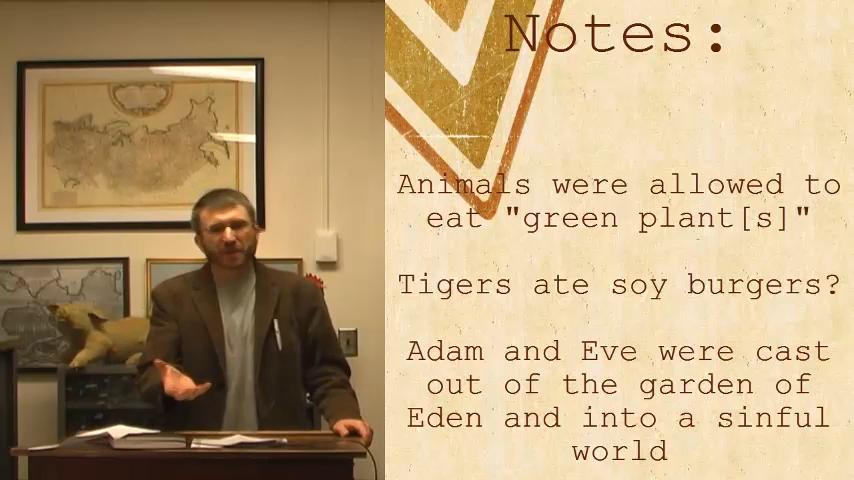 Notes:
Animals were allowed to
eat "green plant[s]"
Tigers ate soy burgers?
Adam and Eve were cast
out of the garden of
Eden and into a sinful
world